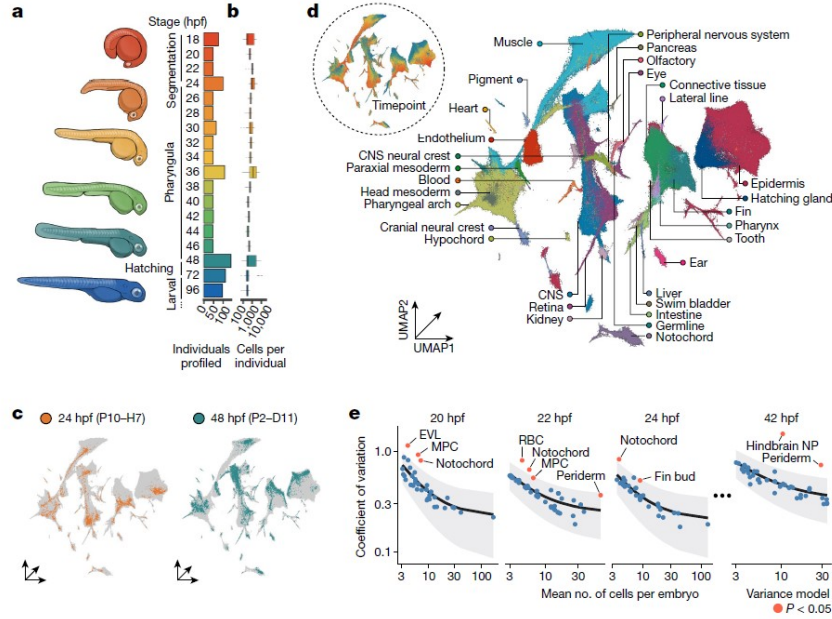 a
Stage (hpf)
b
Segmentation
Pharyngula
Hatching
Larval
18
20
22
24
26
28
30
32
34
36
38
40
42
44
46
48
72
96
0
50
100
Individuals
profiled
100
1,000
10,000
Cells per
individual
d
Timepoint
Muscle
Pigment
Heart
Endothelium
CNS neural crest
Paraxial mesoderm
Blood
Head mesoderm
Pharyngeal arch
Cranial neural crest
Hypochord
Peripheral nervous system
Pancreas
Olfactory
Eye
Connective tissue
Lateral line
Epidermis
Hatching gland
Fin
Pharynx
Tooth
Ear
CNS
Retina
Kidney
Liver
Swim bladder
Intestine
Germline
Notochord
UMAP2
UMAP1
c
24 hpf (P10–H7)
48 hpf (P2–D11)
e
20 hpf
22 hpf
24 hpf
42 hpf
Coefficient of variation
1.0
0.3
0.1
EVL
MPC
Notochord
RBC
Notochord
MPC
Periderm
Notochord
Fin bud
•••
Hindbrain NP
Periderm
3 10 30 100
3 10 30
3 10 30 100
3 10 30
Mean no. of cells per embryo
Variance model
P < 0.05